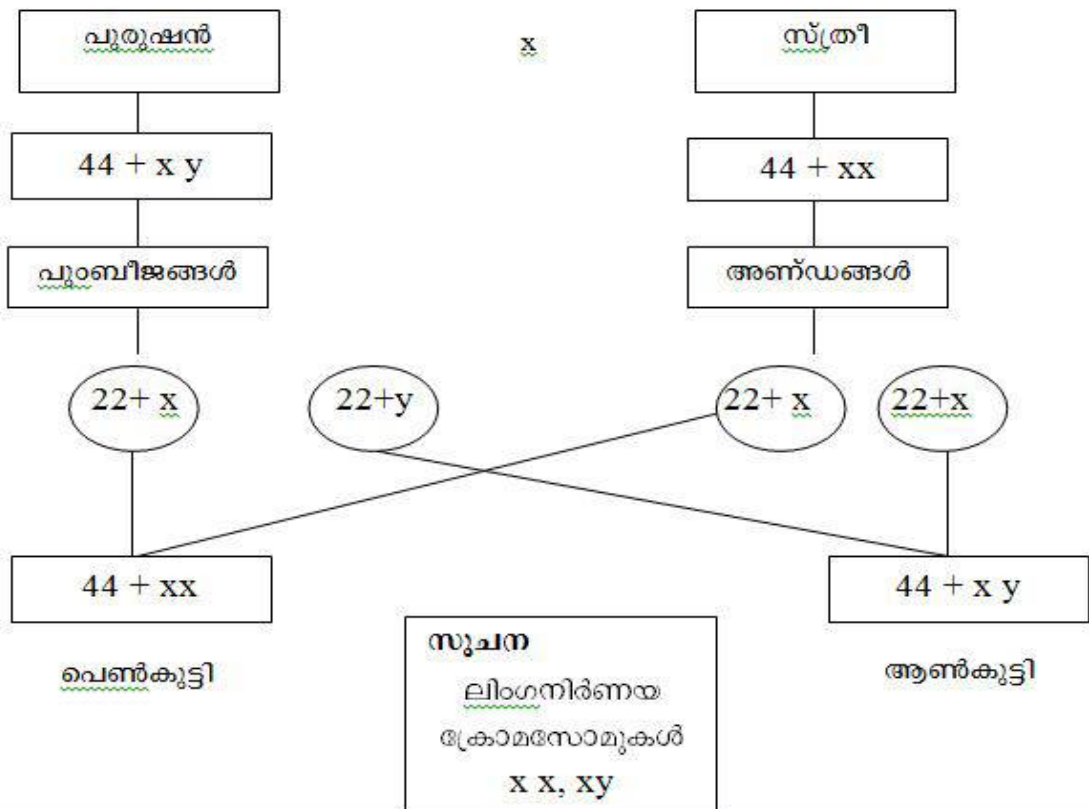 പുരുഷൻ x സ്ത്രീ
44 + x y 44 + xx
പുംബീജങ്ങൾ അണ്ഡങ്ങൾ
22+ x 22+y 22+ x 22+x
44 + xx 44 + x y
പെൺകുട്ടി ആൺകുട്ടി
സൂചന
ലിംഗനിർണയ
ക്രോമസോമുകൾ
x x, xy